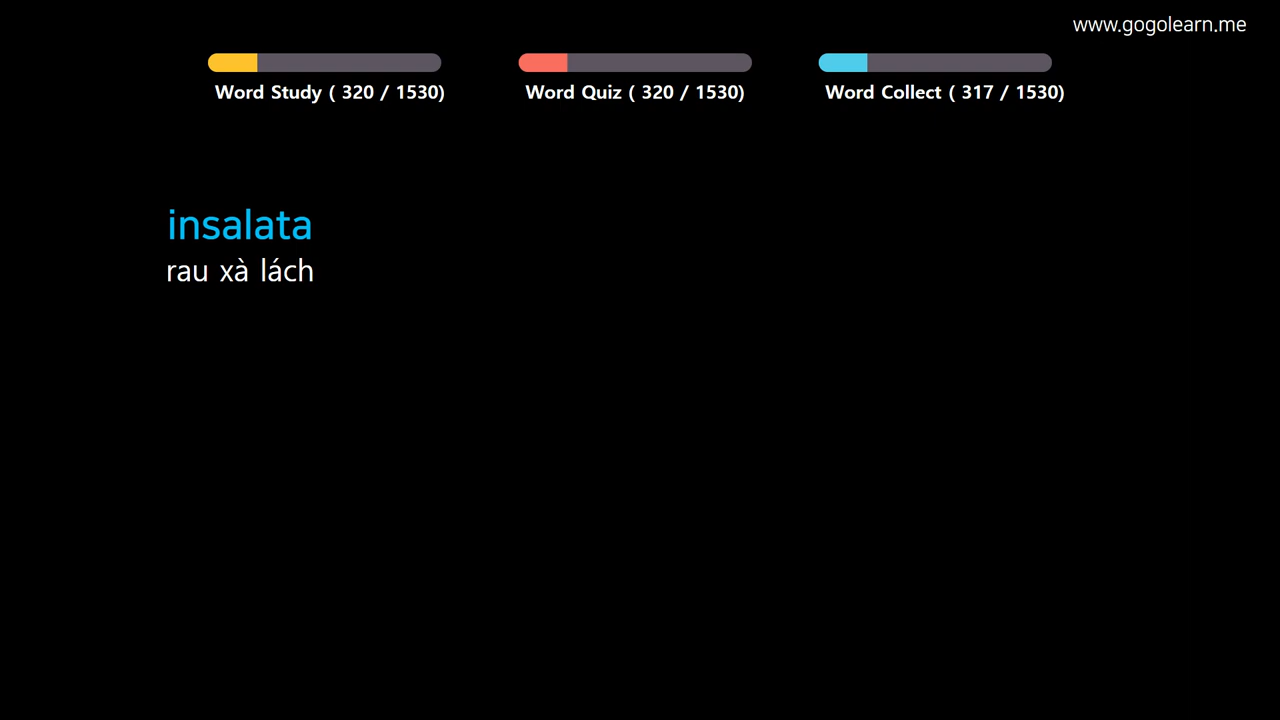 www.gogolearn.me
Word Study ( 320 / 1530)
Word Quiz ( 320 / 1530)
Word Collect ( 317 / 1530)
insalata
rau xà lách